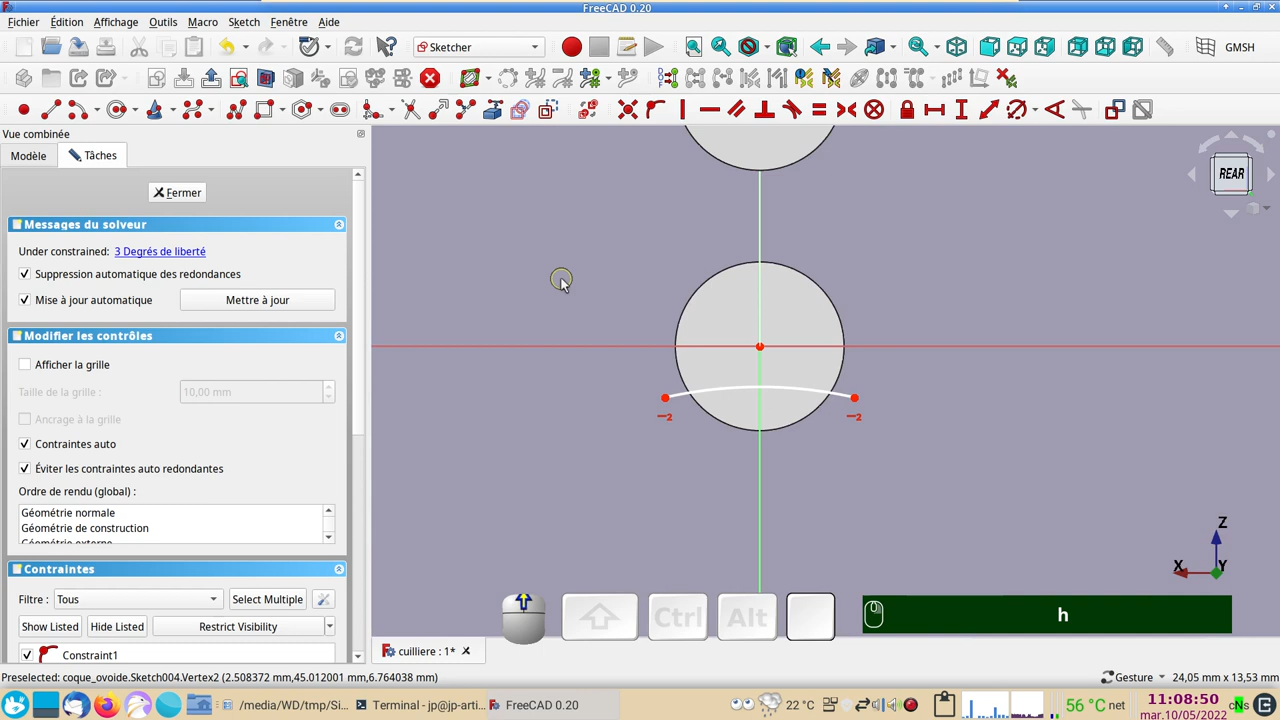 FreeCAD 0.20
Fichier Édition Affichage Outils Macro Sketch Fenêtre Aide
Sketcher
GMSH
Vue combinée
Modèle Tâches
Fermer
Messages du solveur
Under constrained: 3 Degrés de liberté
Suppression automatique des redondances
Mise à jour automatique Mettre à jour
Modifier les contrôles
Afficher la grille
Taille de la grille : 10,00 mm
Ancrage à la grille
Contraintes auto
Éviter les contraintes auto redondantes
Ordre de rendu (global) :
Géométrie normale
Géométrie de construction
Géométrie externe
Contraintes
Filtre : Tous Select Multiple
Show Listed Hide Listed Restrict Visibility
Constraint1
REAR
2 2
Z
X Y
Ctrl Alt
h
cuilliere : 1*
Preselected: coque_ovoide.Sketch004.Vertex2 (2.508372 mm,45.012001 mm,6.764038 mm) Gesture 24,05 mm x 13,53 mm
/media/WD/tmp/Si... Terminal - jp@jp-arti... FreeCAD 0.20 22 °C 56 °C net 11:08:50
mar.10/05/2022
cNs